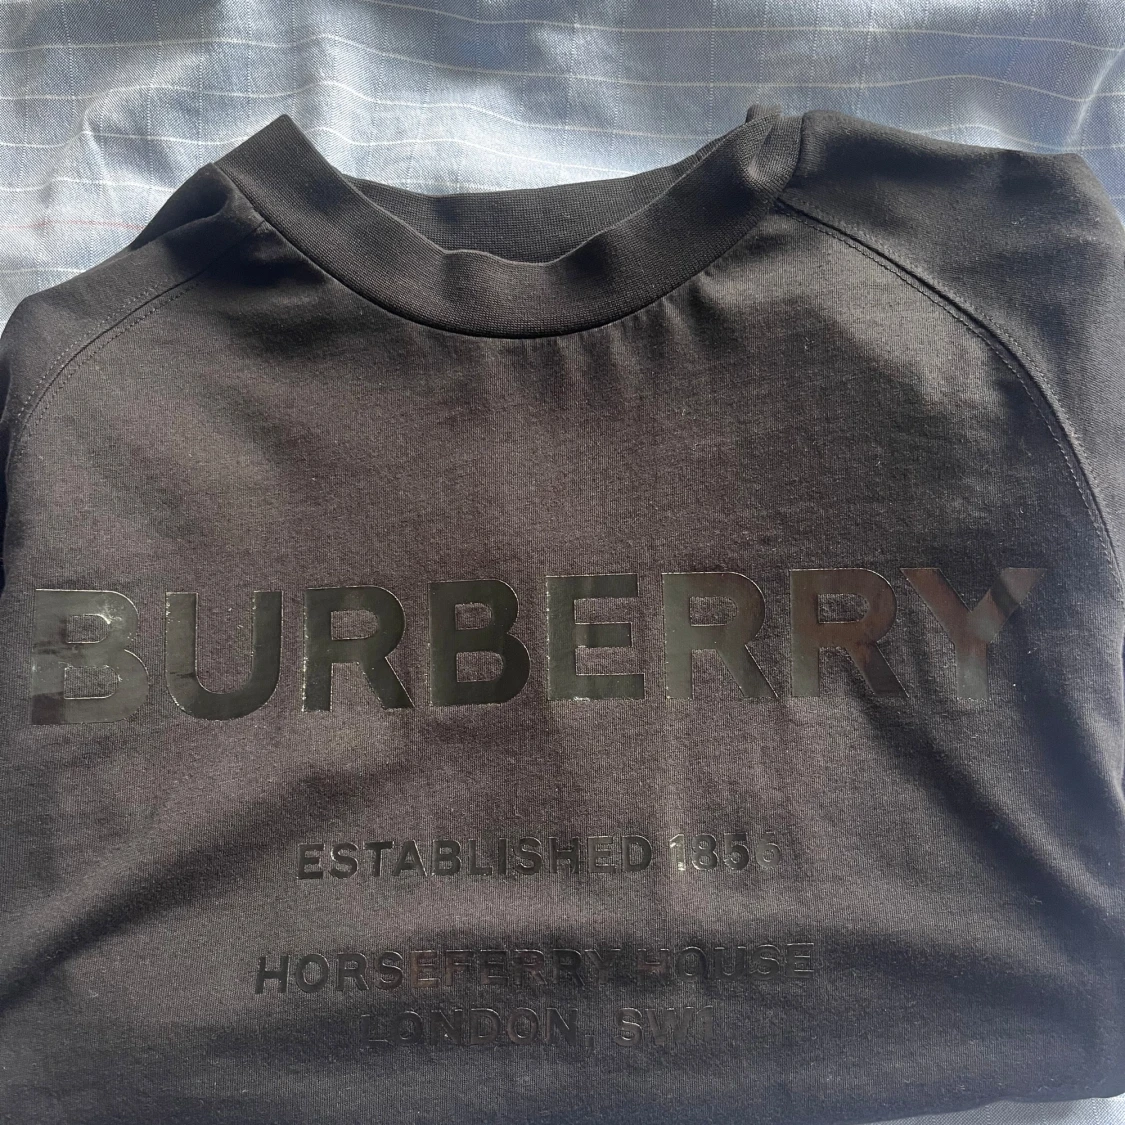 BURBERRY
ESTABLISHED 1856
HORSEFERRY HOUSE
LONDON, SW1